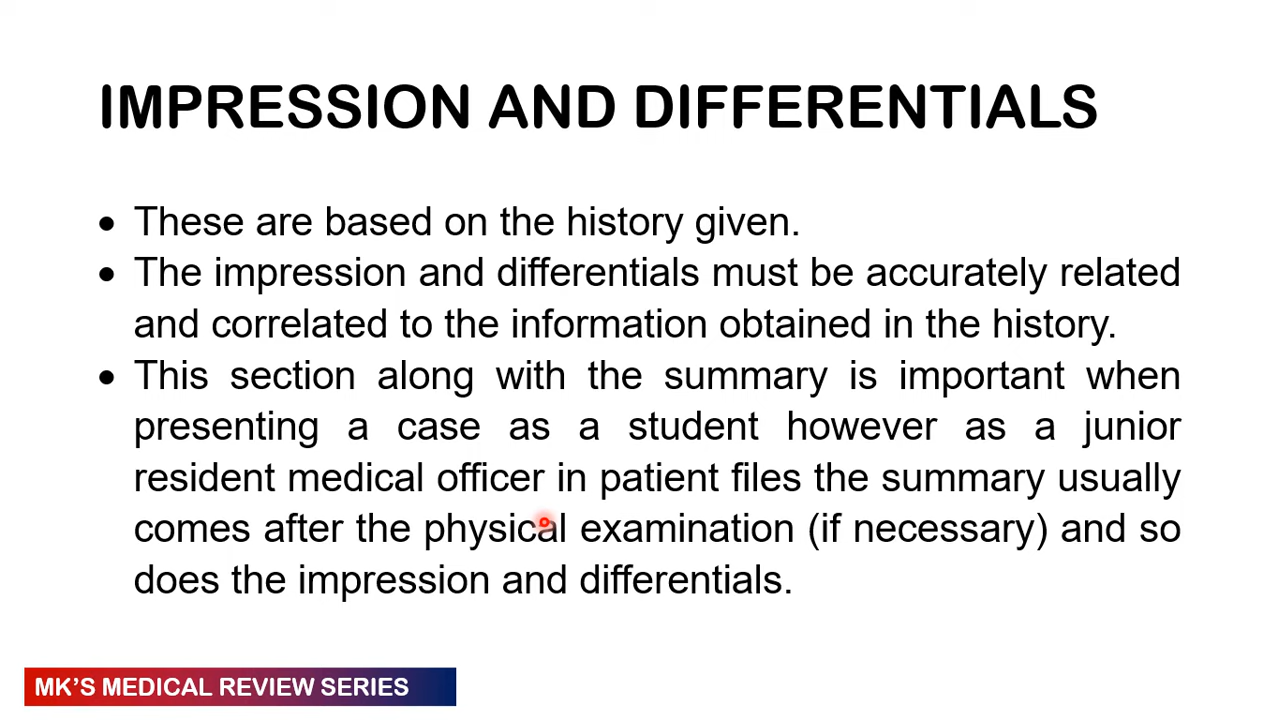 IMPRESSION AND DIFFERENTIALS
• These are based on the history given.
• The impression and differentials must be accurately related
and correlated to the information obtained in the history.
• This section along with the summary is important when
presenting a case as a student however as a junior
resident medical officer in patient files the summary usually
comes after the physical examination (if necessary) and so
does the impression and differentials.
MK’S MEDICAL REVIEW SERIES